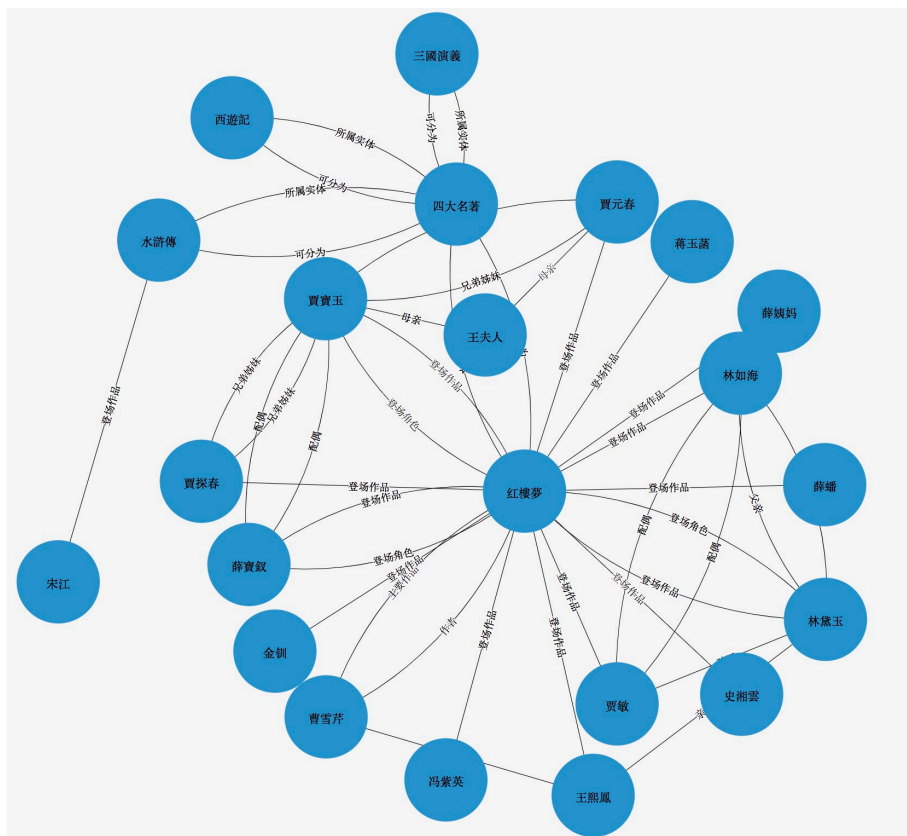 三國演義
西遊記
所属实体
可分为
所属实体
可分为
四大名著
賈元春
所属实体
水滸傳
蒋玉菡
可分为
母亲
兄弟姊妹
賈寶玉
薛姨妈
母亲
王夫人
登场作品
登场作品
林如海
兄弟姊妹
登场作品
登场作品
登场作品
兄弟姊妹
配偶
登场角色
登场作品
配偶
賈探春
登场作品
登场作品
红樓夢
登场作品
薛蟠
父亲
登场角色
配偶
配偶
薛寶釵
登场角色
登场作品
主要作品
登场作品
登场作品
登场作品
宋江
作者
登场作品
登场作品
林黛玉
金钏
史湘雲
贾敏
曹雪芹
亲
冯紫英
王熙鳳